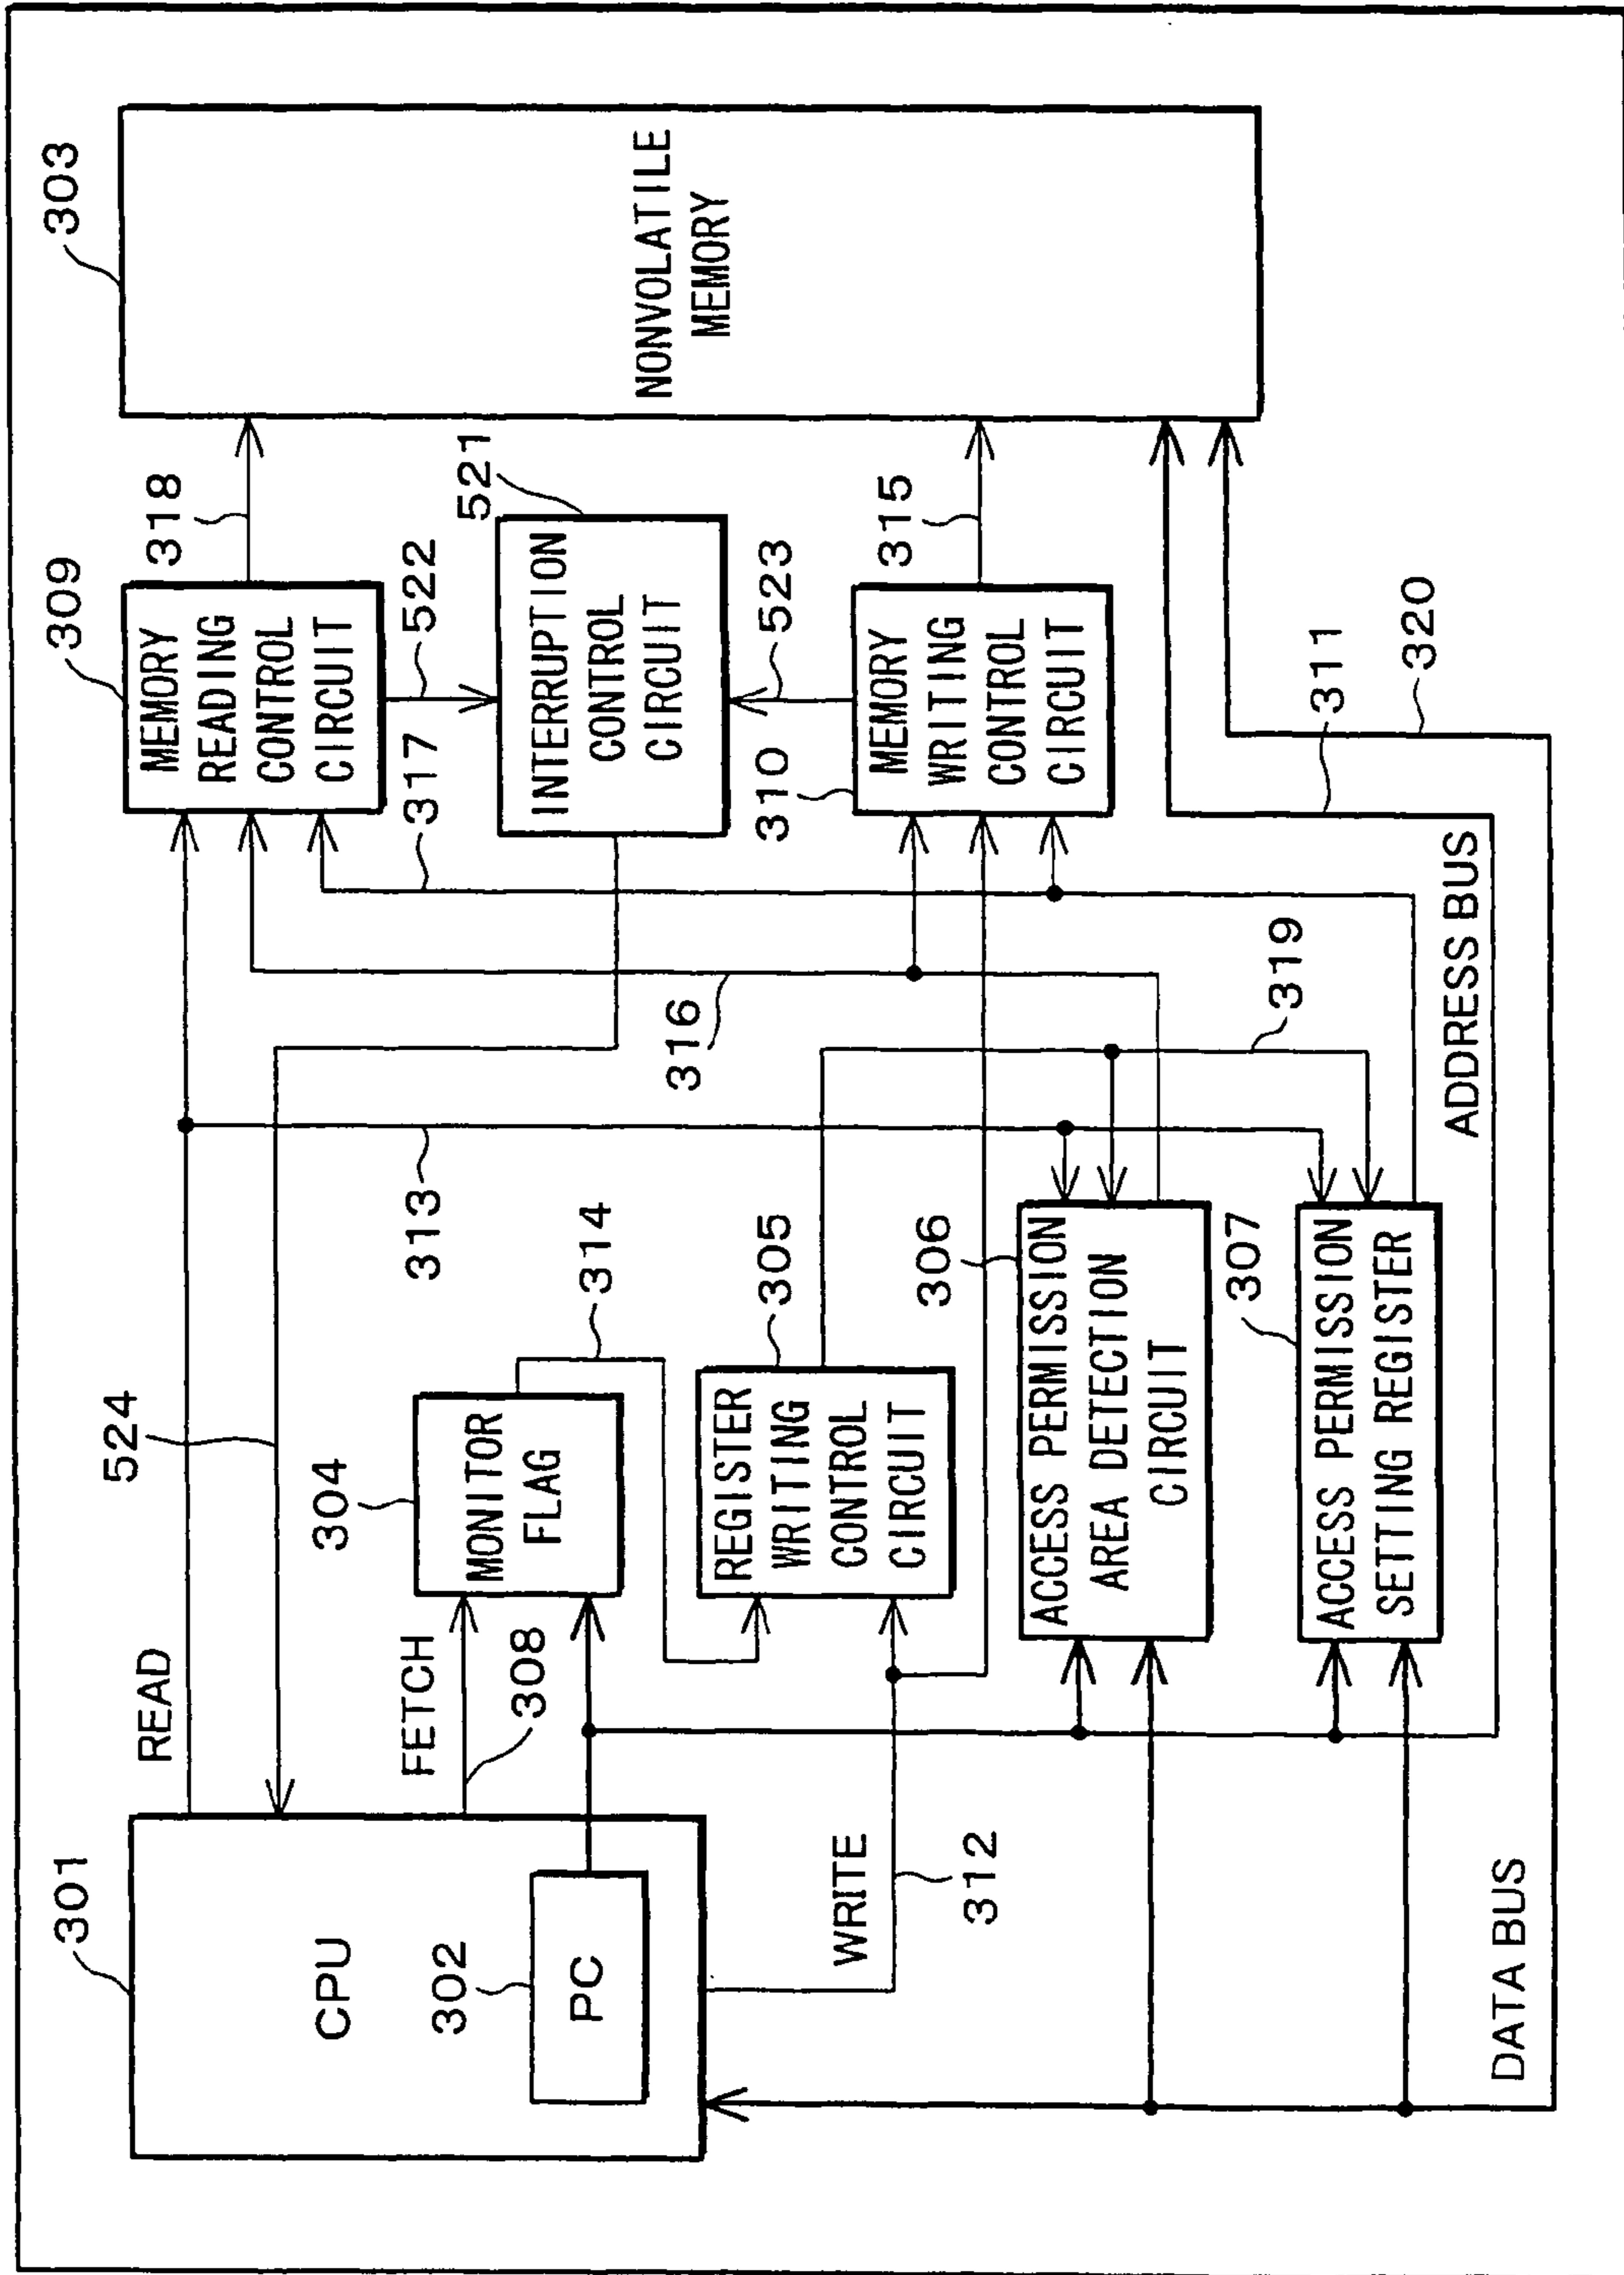 301
CPU
302
PC
READ
524
FETCH
308
304
MONITOR
FLAG
314
313
WRITE
312
305
REGISTER
WRITING
CONTROL
CIRCUIT
306
ACCESS PERMISSION
AREA DETECTION
CIRCUIT
307
ACCESS PERMISSION
SETTING REGISTER
316
319
317
309
MEMORY
READING
CONTROL
CIRCUIT
318
522
521
INTERRUPTION
CONTROL
CIRCUIT
523
310
MEMORY
WRITING
CONTROL
CIRCUIT
315
303
NONVOLATILE
MEMORY
311
320
ADDRESS BUS
DATA BUS